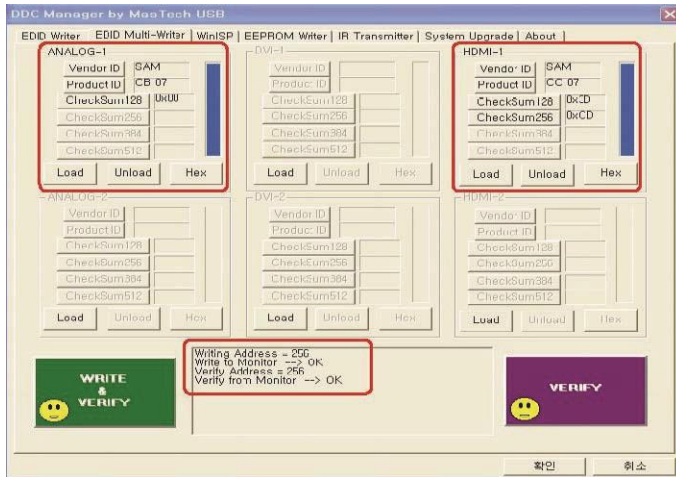 DDC Manager by MaoTech USB
EDID Writer EDID Multi-Writer WinISP EEPROM Writer IR Transmitter System Upgrade About
ANALOG-1
Vendor ID SAM
Product ID CB 07
CheckSum128 0x00
CheckSum256
CheckSum384
CheckSum512
Load Unload Hex
DVI-1
Vendor ID
Product ID
CheckSum128
CheckSum256
CheckSum384
CheckSum512
Load Unload Hex
HDMI-1
Vendor ID SAM
Product ID CC 07
CheckSum128
CheckSum256 0xCD
CheckSum384
CheckSum512
Load Unload Hex
ANALOG-2
Vendor ID
Product ID
CheckSum128
CheckSum256
CheckSum384
CheckSum512
Load Unload Hex
DVI-2
Vendor ID
Product ID
CheckSum128
CheckSum256
CheckSum384
CheckSum512
Load Unload Hex
HDMI-2
Vendor ID
Product ID
CheckSum128
CheckSum256
CheckSum384
CheckSum512
Load Unload Hex
WRITE
&
VERIFY
Writing Address = 256
Write to Monitor --> OK
Verify Address = 256
Verify from Monitor --> OK
VERIFY
확인 취소